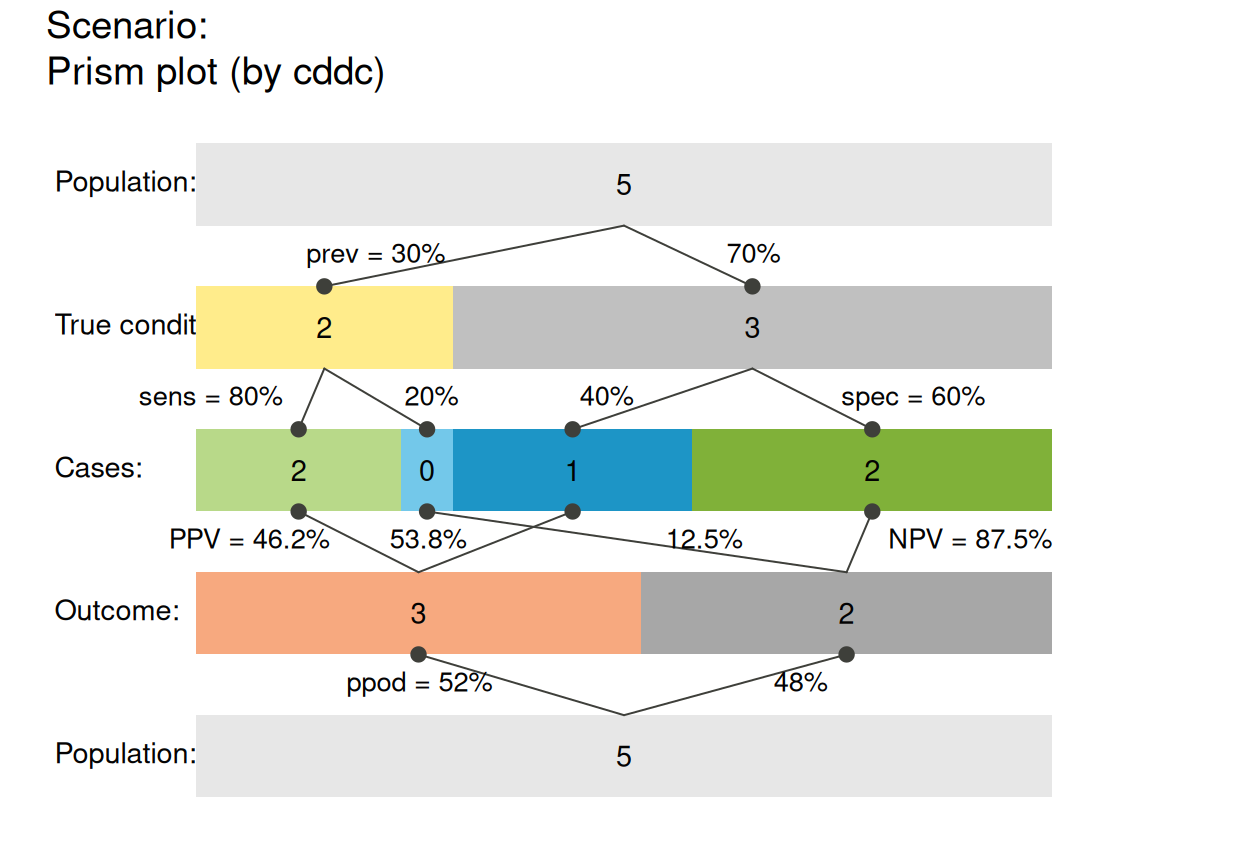 Scenario:
Prism plot (by cddc)
Population:
5
prev = 30%
70%
True condit
2
3
sens = 80%
20%
40%
spec = 60%
Cases:
2
0
1
2
PPV = 46.2%
53.8%
12.5%
NPV = 87.5%
Outcome:
3
2
ppod = 52%
48%
Population:
5